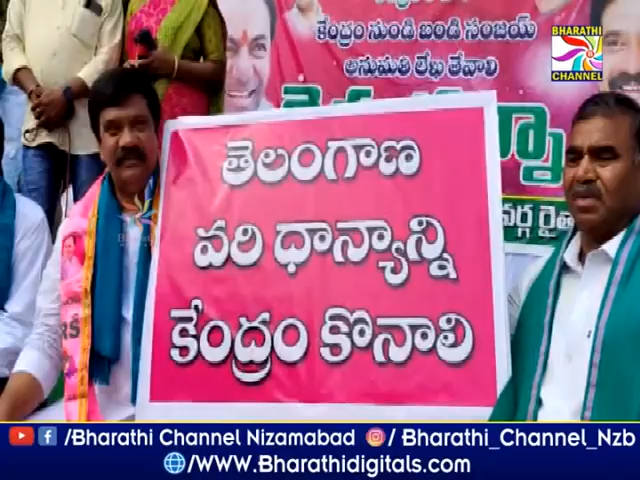 కేంద్రం నుండి బండి సంజయ్
అనుమతి లేఖ తేవాలి
BHARATHI
CHANNEL
తెలంగాణ
వరి ధాన్యాన్ని
కేంద్రం కొనాలి
/Bharathi Channel Nizamabad / Bharathi_Channel_Nzb
/WWW.Bharathidigitals.com